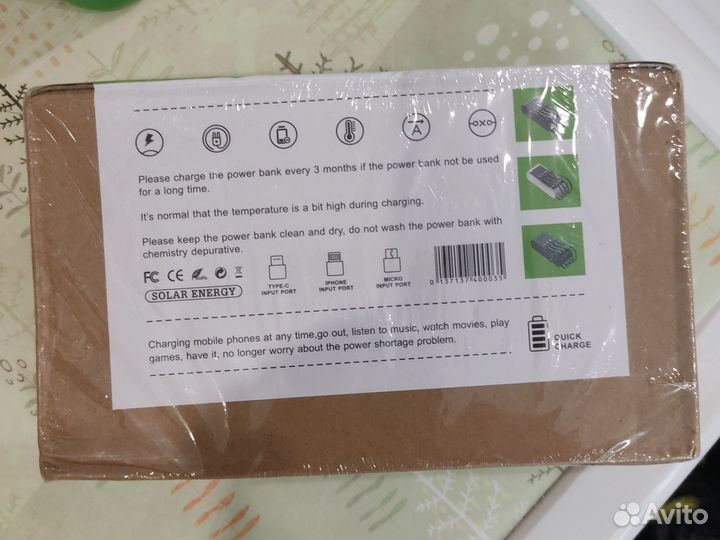 Please charge the power bank every 3 months if the power bank not be used
for a long time.
It's normal that the temperature is a bit high during charging.
Please keep the power bank clean and dry, do not wash the power bank with
chemistry depurative.
FC CE RoHS
SOLAR ENERGY
TYPE-C
INPUT PORT
IPHONE
INPUT PORT
MICRO
INPUT PORT
0 137137 400035
Charging mobile phones at any time,go out, listen to music, watch movies, play
games, have it, no longer worry about the power shortage problem.
QUICK
CHARGE
Avito